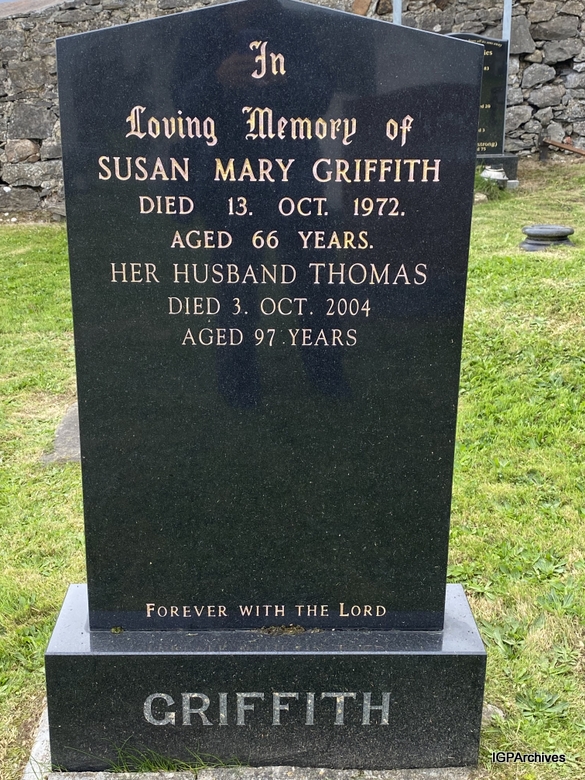 In
Loving Memory of
SUSAN MARY GRIFFITH
DIED 13. OCT. 1972.
AGED 66 YEARS.
HER HUSBAND THOMAS
DIED 3. OCT. 2004
AGED 97 YEARS
FOREVER WITH THE LORD
GRIFFITH
IGPArchives